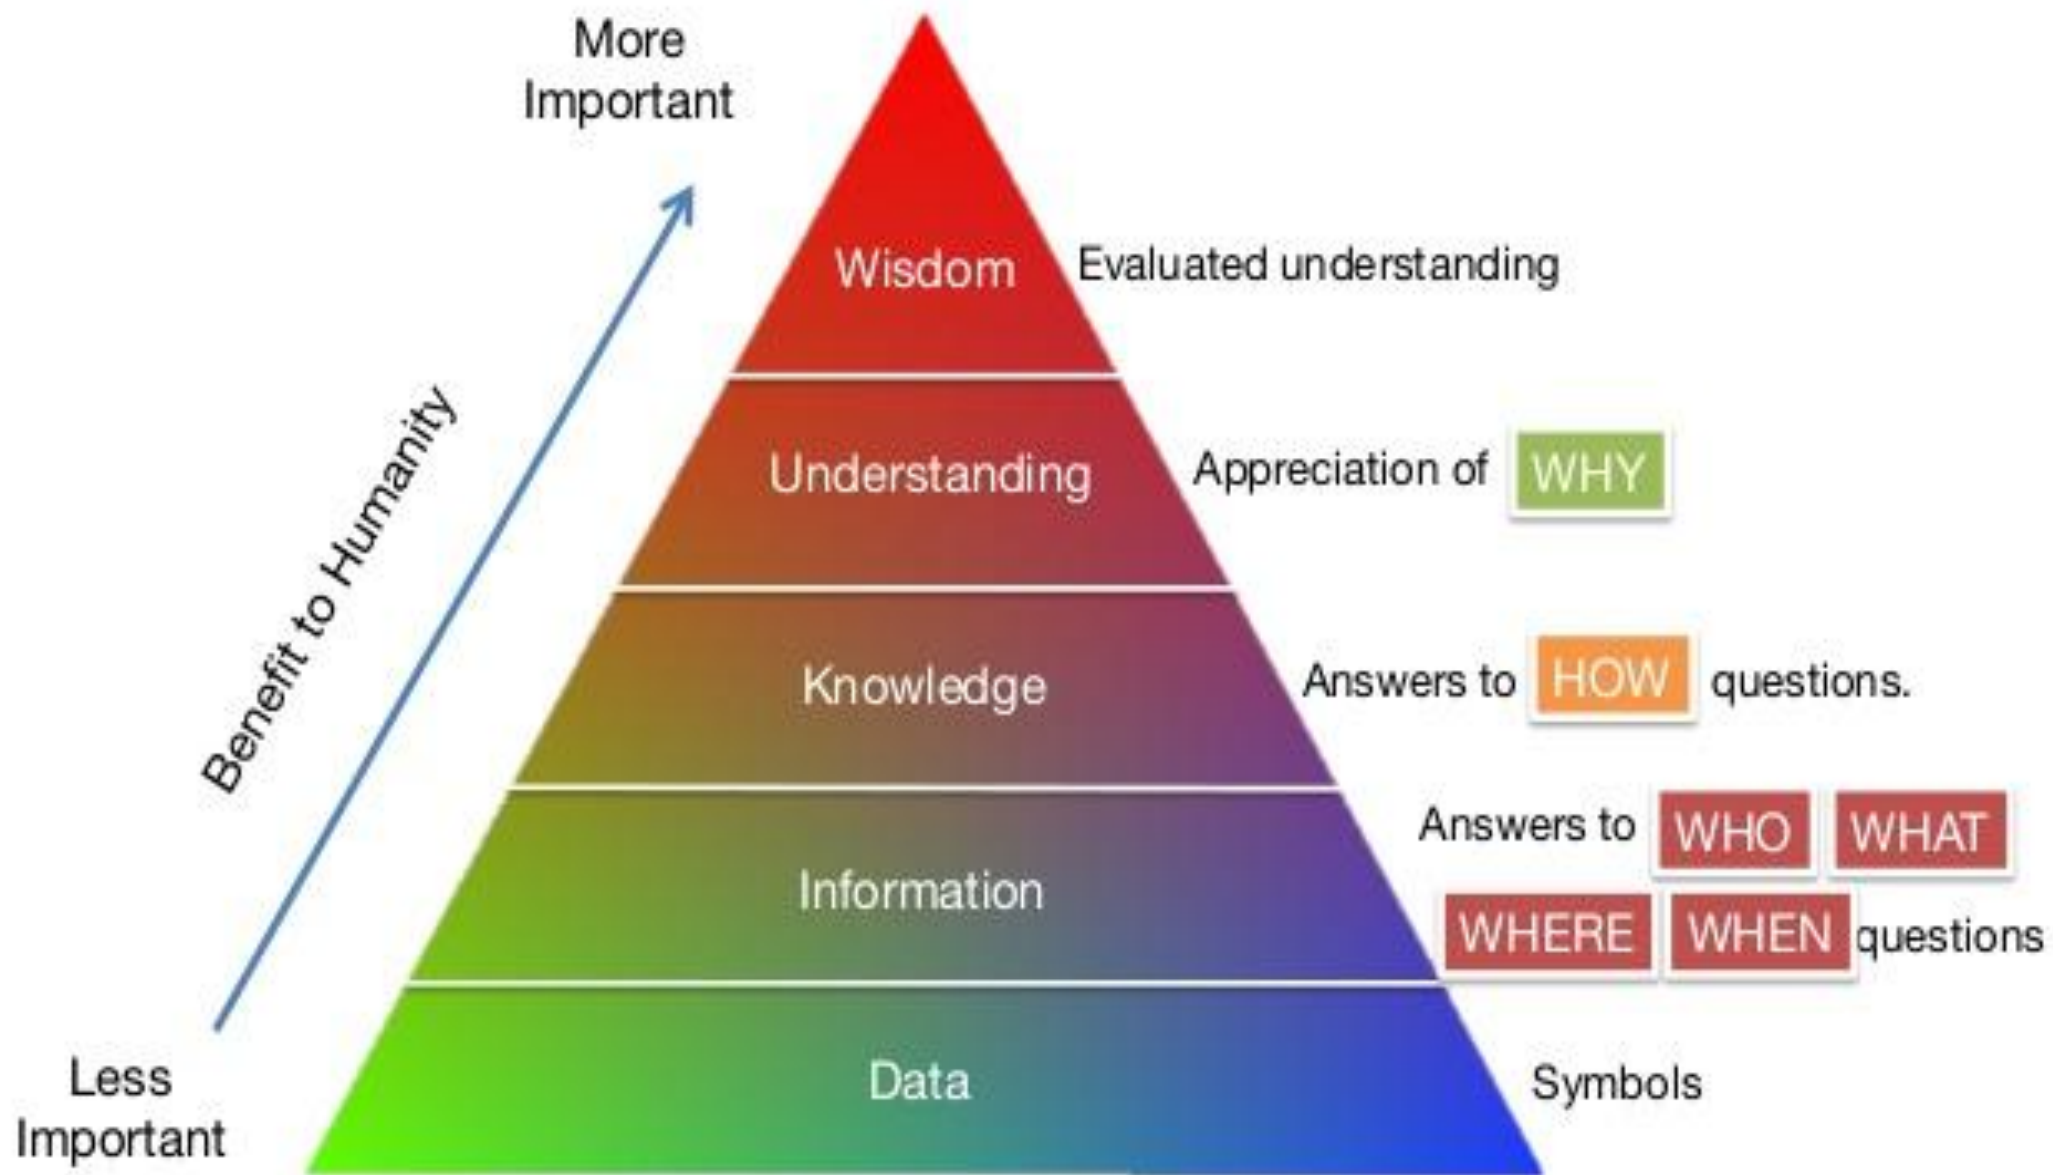 More
Important
Wisdom Evaluated understanding
Understanding Appreciation of WHY
Benefit to Humanity
Knowledge Answers to HOW questions.
Answers to WHO WHAT
Information
WHERE WHEN questions
Less
Important
Data Symbols